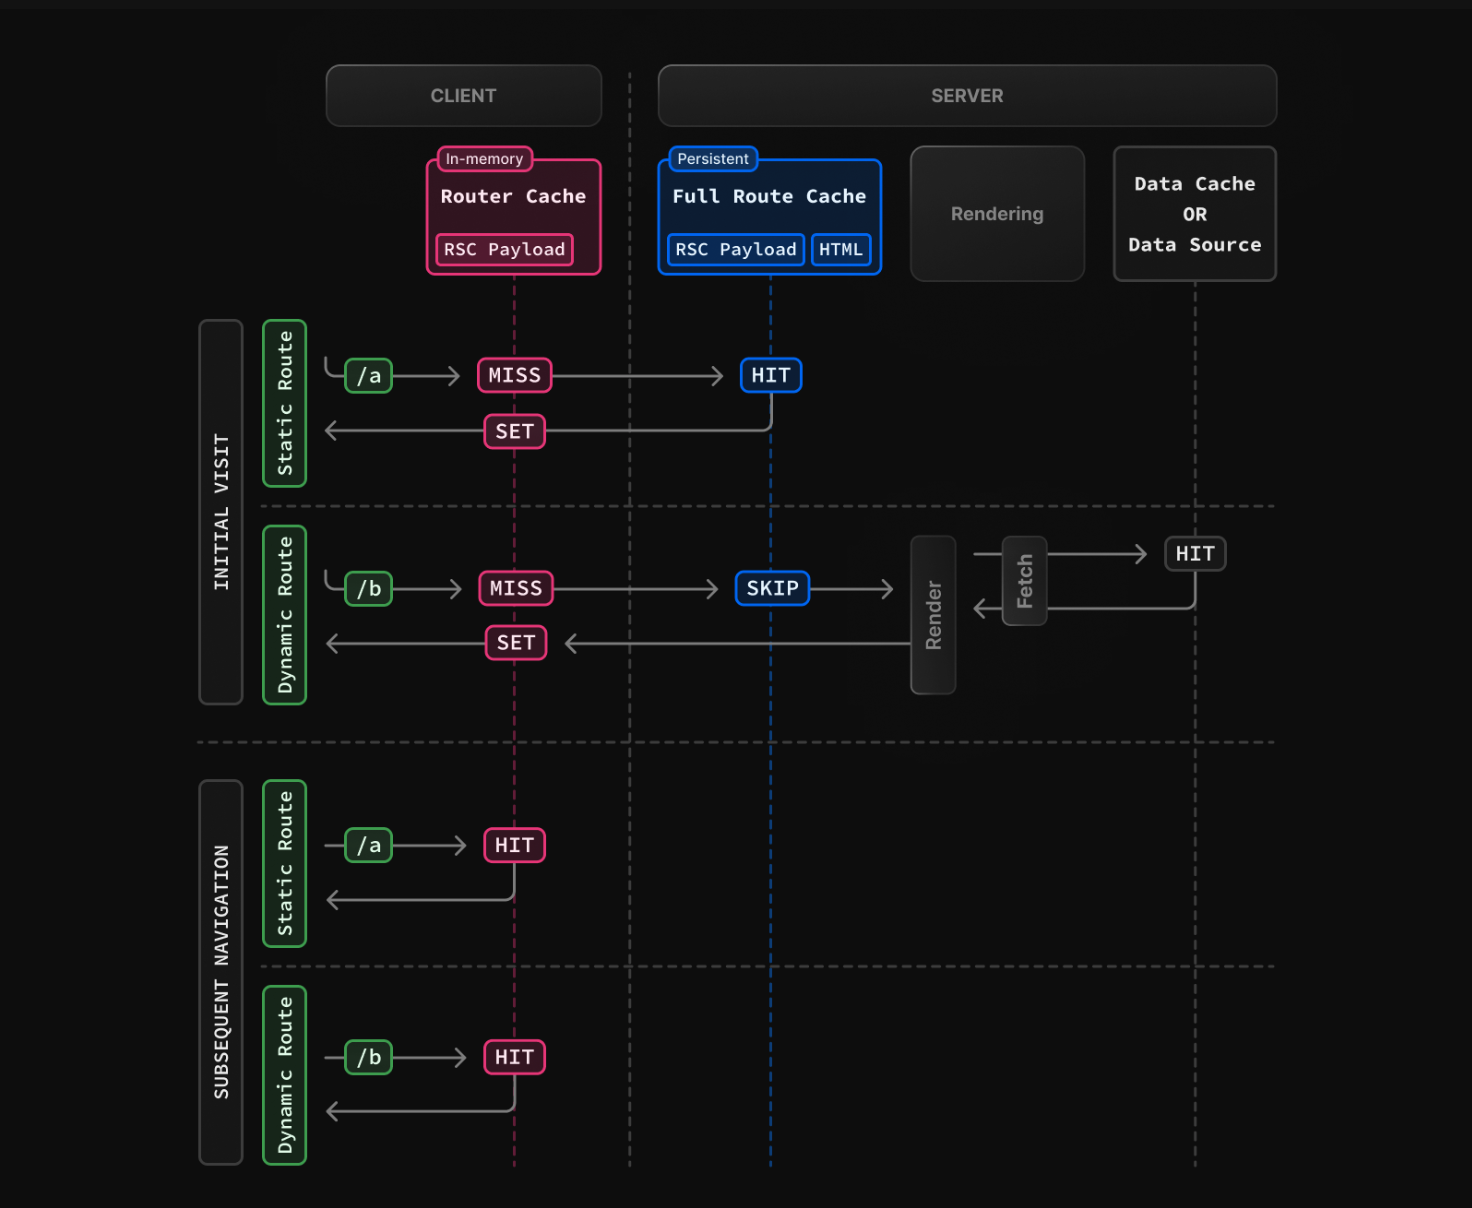 CLIENT
SERVER
In-memory
Router Cache
RSC Payload
Persistent
Full Route Cache
RSC Payload
HTML
Rendering
Data Cache
OR
Data Source
INITIAL VISIT
Static Route
/a
MISS
HIT
SET
Dynamic Route
/b
MISS
SKIP
Render
Fetch
HIT
SET
SUBSEQUENT NAVIGATION
Static Route
/a
HIT
Dynamic Route
/b
HIT